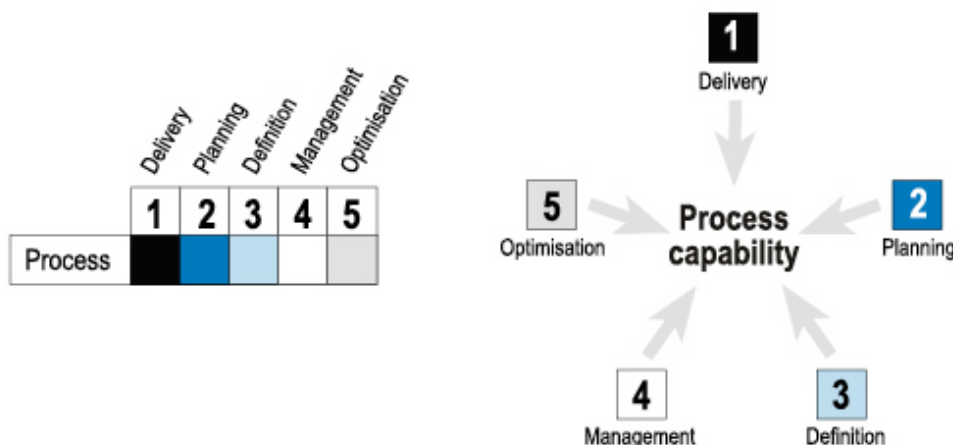 Delivery
Planning
Definition
Management
Optimisation
1 2 3 4 5
Process
1
Delivery
5
Optimisation
Process
capability
2
Planning
4
Management
3
Definition